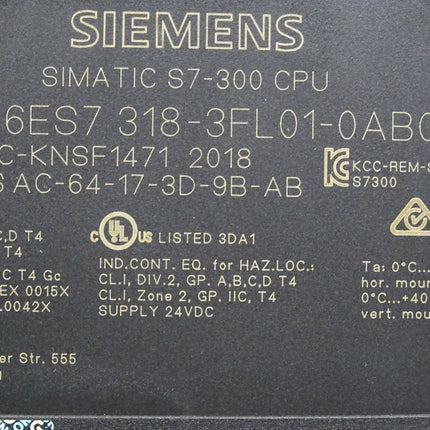 SIEMENS
SIMATIC S7-300 CPU
6ES7 318-3FL01-0AB0
C-KNSF1471 2018
S AC-64-17-3D-9B-AB
KCC-REM-S
S7300
,D T4
T4
C T4 Gc
EX 0015X
.0042X
c UL US LISTED 3DA1
IND.CONT. EQ. for HAZ.LOC.:
CL.I, DIV.2, GP. A,B,C,D T4
CL.I, Zone 2, GP. IIC, T4
SUPPLY 24VDC
Ta: 0°C...
hor. moun
0°C...+40
vert. mou
er Str. 555